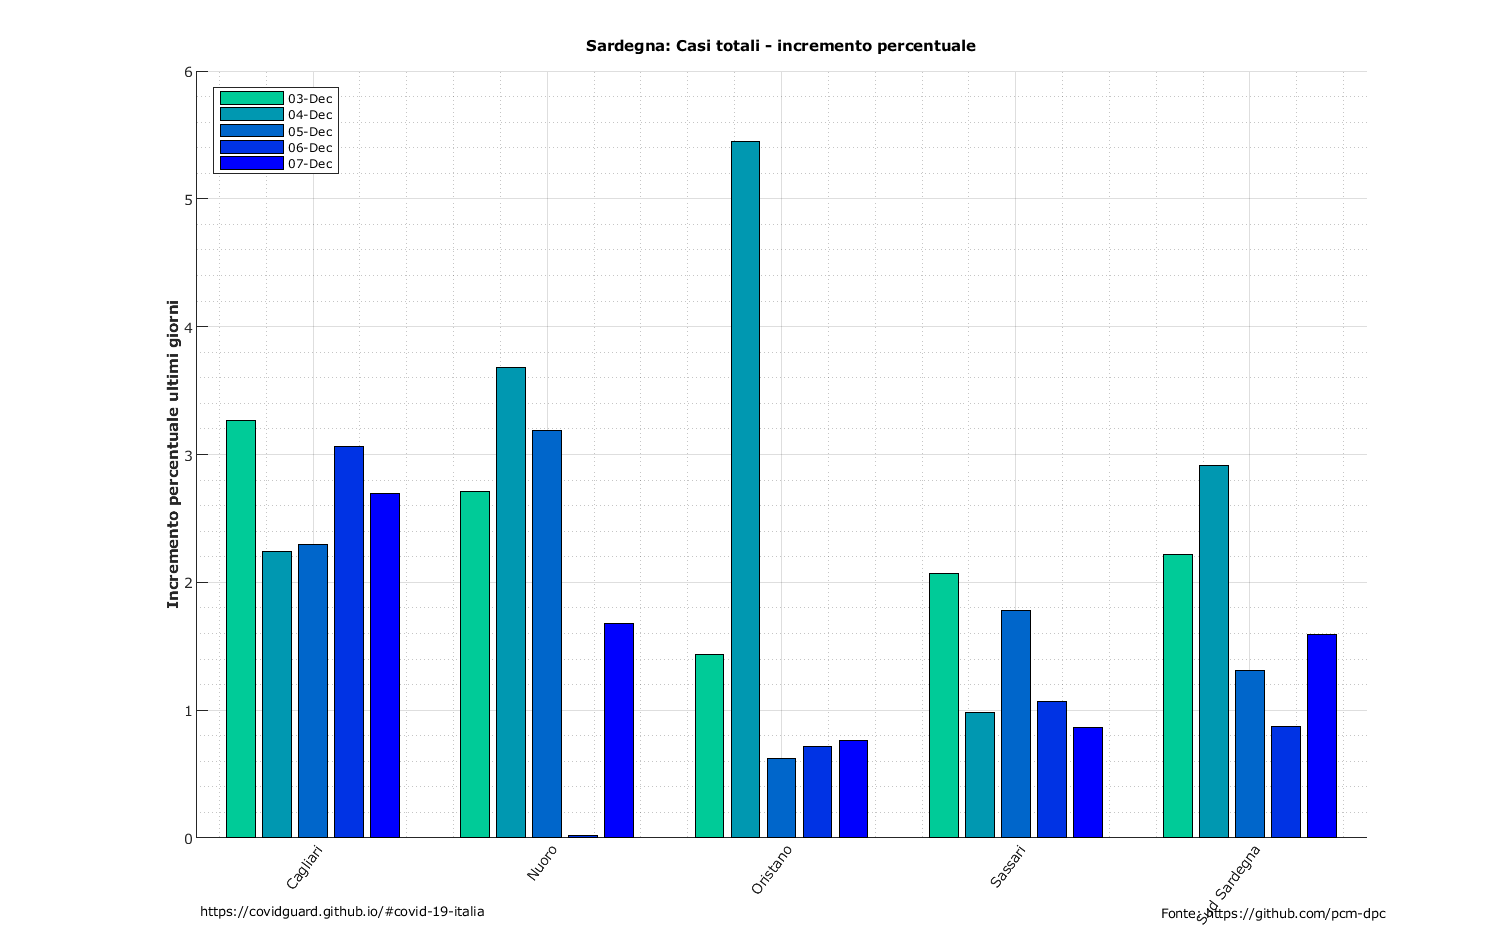 Sardegna: Casi totali - incremento percentuale
6
5
4
3
2
1
0
Incremento percentuale ultimi giorni
03-Dec
04-Dec
05-Dec
06-Dec
07-Dec
Cagliari
Nuoro
Oristano
Sassari
Sud Sardegna
https://covidguard.github.io/#covid-19-italia
Fonte: https://github.com/pcm-dpc